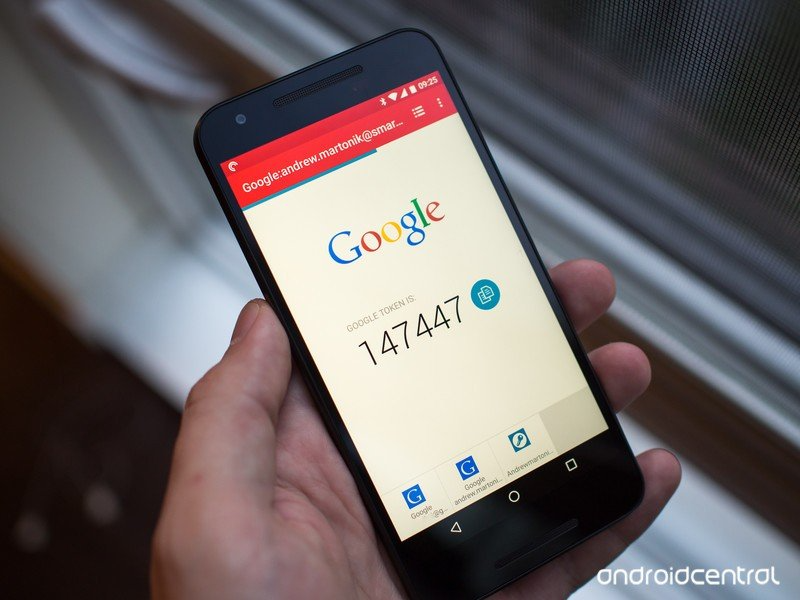 09:25
Google:andrew.martonik@smar...
Google
GOOGLE TOKEN IS:
147447
Google
@g...
Google
andrew.martoni...
Andrewmartoni...
androidcentral